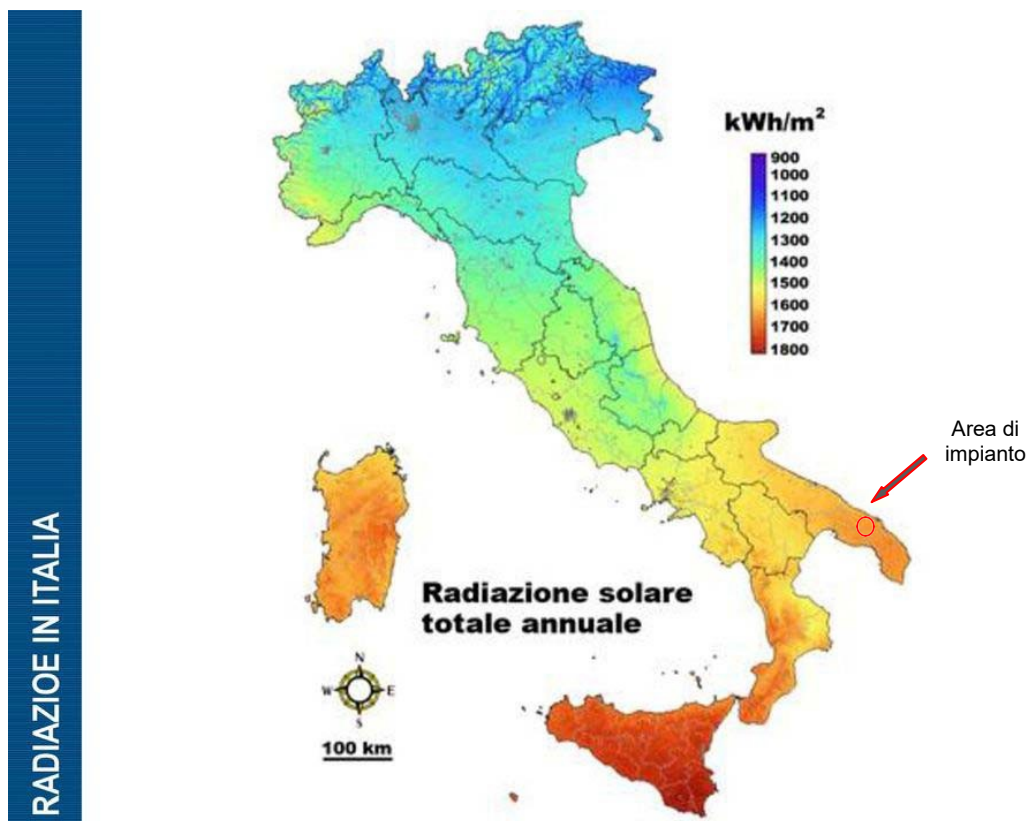 RADIAZIOE IN ITALIA
kWh/m²
900
1000
1100
1200
1300
1400
1500
1600
1700
1800
Area di
impianto
Radiazione solare
totale annuale
N
W E
S
100 km